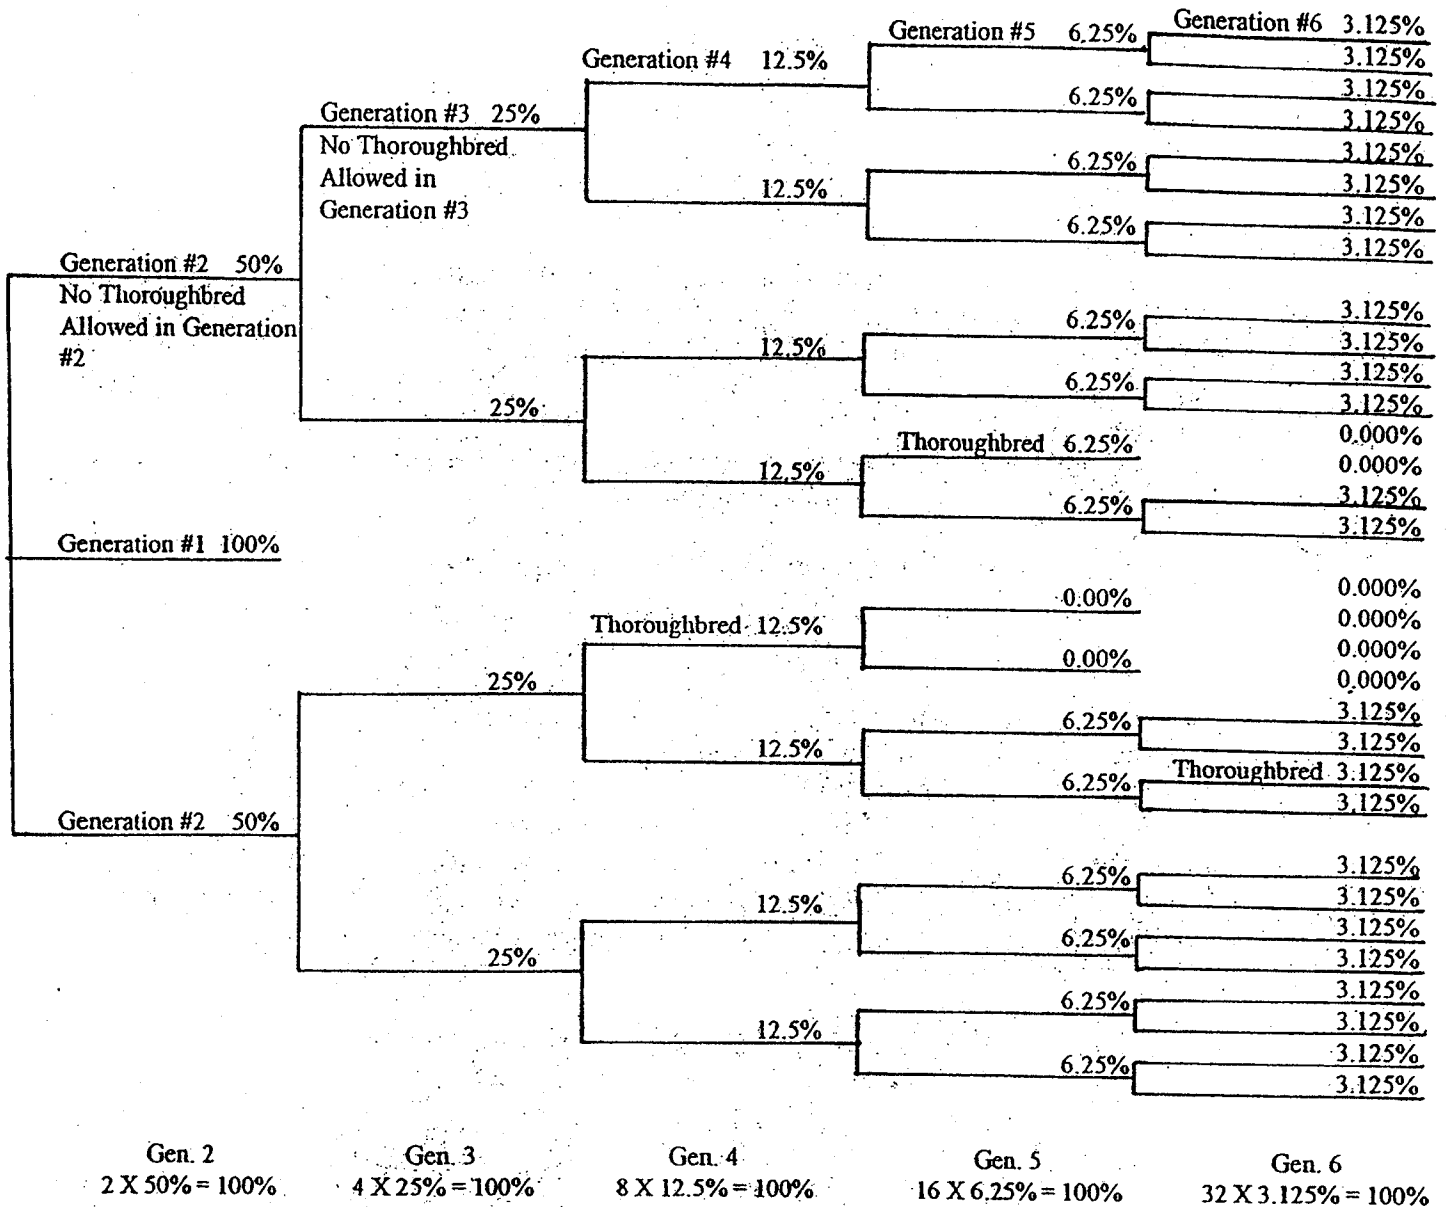 Generation #6 3.125%
Generation #5 6.25%
3.125%
Generation #4 12.5%
3.125%
6.25%
3.125%
Generation #3 25%
No Thoroughbred
Allowed in
Generation #3
3.125%
6.25%
3.125%
12.5%
3.125%
6.25%
3.125%
Generation #2 50%
No Thoroughbred
Allowed in Generation
#2
3.125%
6.25%
3.125%
12.5%
3.125%
6.25%
3.125%
25%
0.000%
Thoroughbred 6.25%
0.000%
12.5%
3.125%
6.25%
3.125%
Generation #1 100%
0.000%
0.00%
0.000%
Thoroughbred 12.5%
0.000%
0.00%
0.000%
25%
3.125%
6.25%
3.125%
12.5%
Thoroughbred 3.125%
6.25%
3.125%
Generation #2 50%
3.125%
6.25%
3.125%
12.5%
3.125%
6.25%
3.125%
25%
3.125%
6.25%
3.125%
12.5%
3.125%
6.25%
3.125%
Gen. 2
2 X 50% = 100%
Gen. 3
4 X 25% = 100%
Gen. 4
8 X 12.5% = 100%
Gen. 5
16 X 6.25% = 100%
Gen. 6
32 X 3.125% = 100%